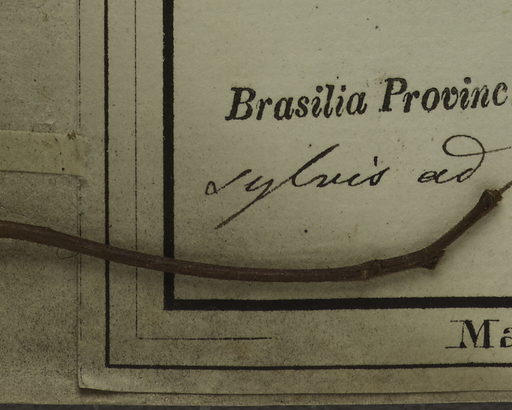 Brasilia Provinc
sylvis ad
Ma